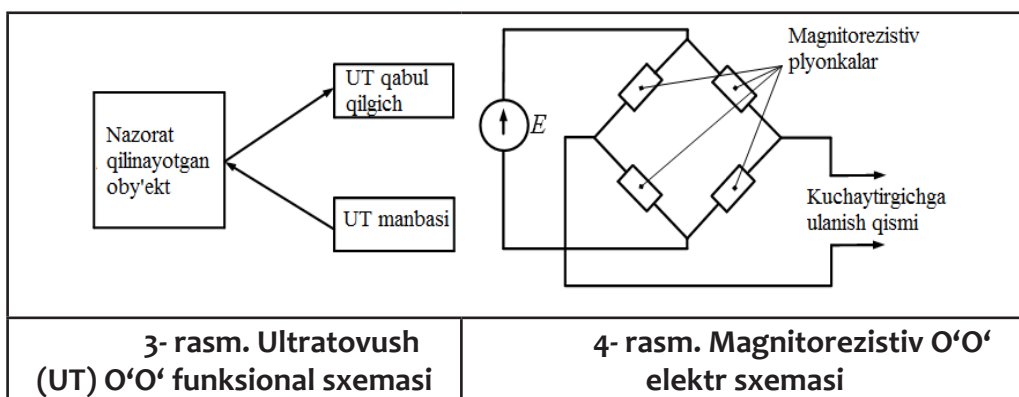 UT qabul
qilgich
Nazorat
qilinayotgan
oby'ekt
UT manbasi
Magnitorezistiv
plyonkalar
E
Kuchaytirgichga
ulanish qismi
3- rasm. Ultratovush
(UT) O‘O‘ funksional sxemasi
4- rasm. Magnitorezistiv O‘O‘
elektr sxemasi